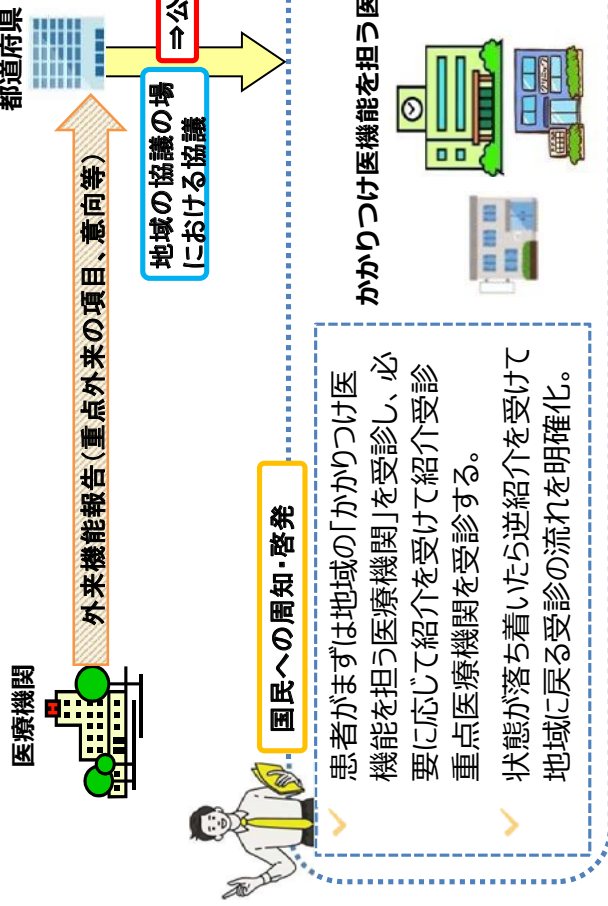 医療機関
外来機能報告(重点外来の項目、意向等)
都道府県
地域の協議の場
における協議
⇒公
国民への周知・啓発
患者がまずは地域の「かかりつけ医
機能を担う医療機関」を受診し、必
要に応じて紹介を受けて紹介受診
重点医療機関を受診する。
状態が落ち着いたら逆紹介を受けて
地域に戻る受診の流れを明確化。
かかりつけ医機能を担う医
クリニック